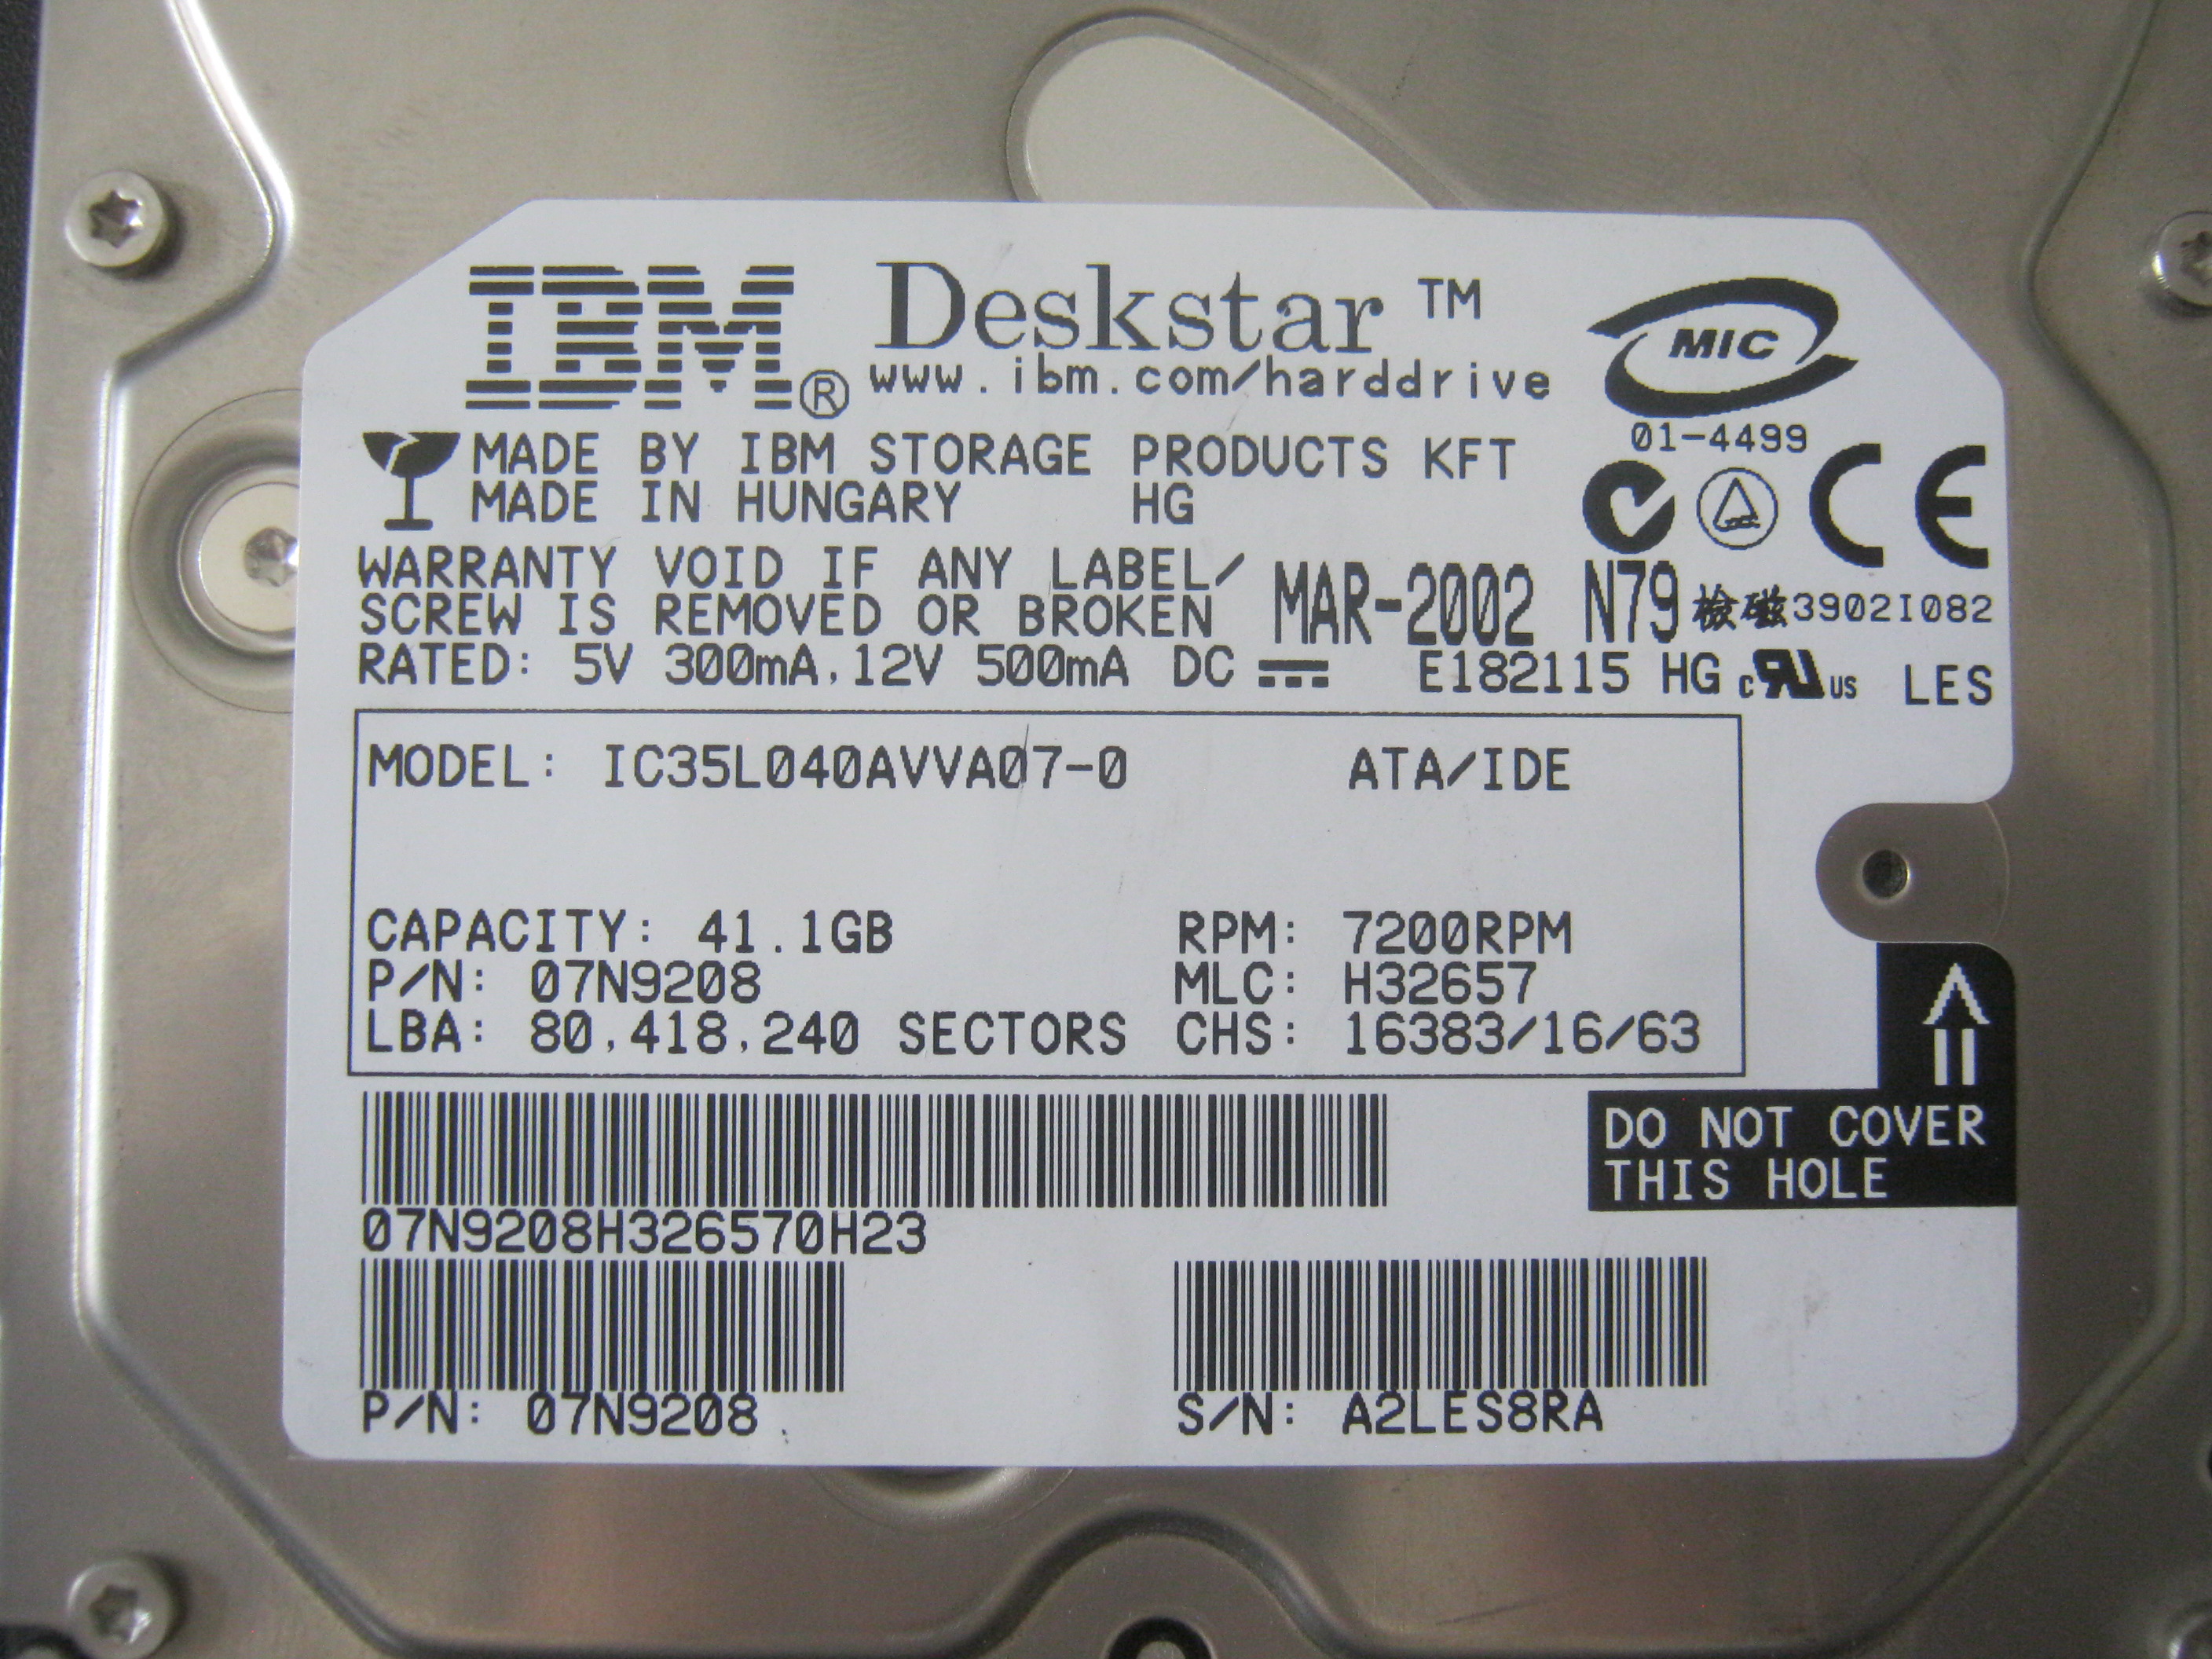 IBM® Deskstar™
www.ibm.com/harddrive
MIC
01-4499
MADE BY IBM STORAGE PRODUCTS KFT
MADE IN HUNGARY HG
CE
WARRANTY VOID IF ANY LABEL/
SCREW IS REMOVED OR BROKEN
MAR-2002 N79 檢磁3902I082
RATED: 5V 300mA,12V 500mA DC E182115 HG c RU US LES
MODEL: IC35L040AVVA07-0 ATA/IDE
CAPACITY: 41.1GB RPM: 7200RPM
P/N: 07N9208 MLC: H32657
LBA: 80,418,240 SECTORS CHS: 16383/16/63
DO NOT COVER
THIS HOLE
07N9208H326570H23
P/N: 07N9208 S/N: A2LES8RA